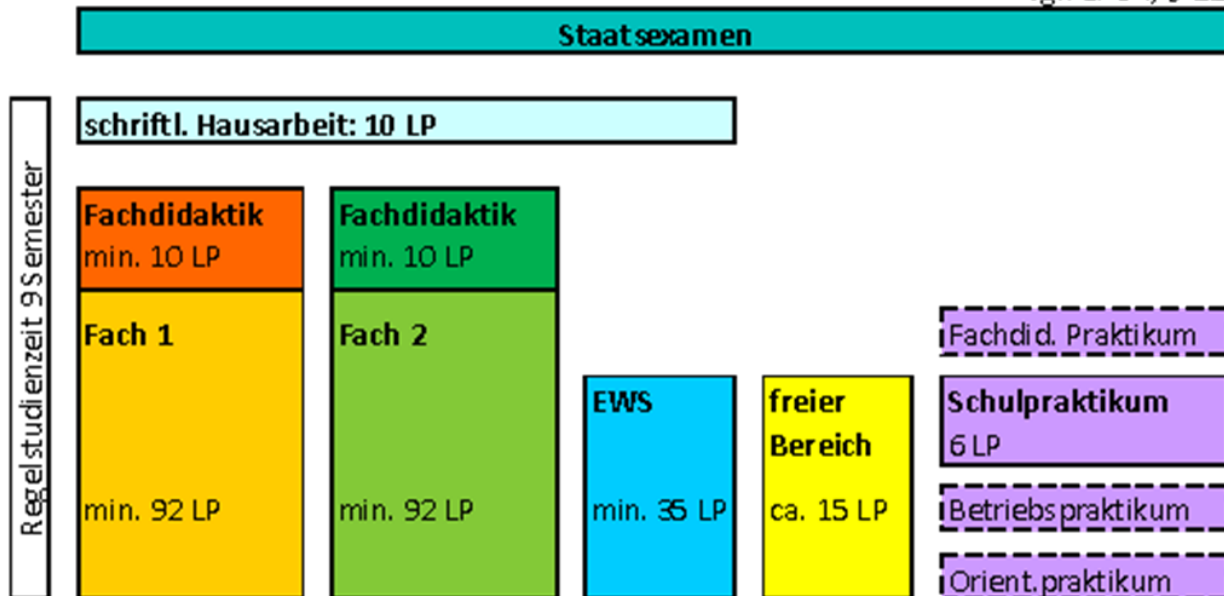 Staatsexamen
schriftl. Hausarbeit: 10 LP
Regelstudienzeit 9 Semester
Fachdidaktik
min. 10 LP
Fach 1
min. 92 LP
Fachdidaktik
min. 10 LP
Fach 2
min. 92 LP
EWS
min. 35 LP
freier
Bereich
ca. 15 LP
Fachdid. Praktikum
Schulpraktikum
6 LP
Betriebspraktikum
Orient.praktikum